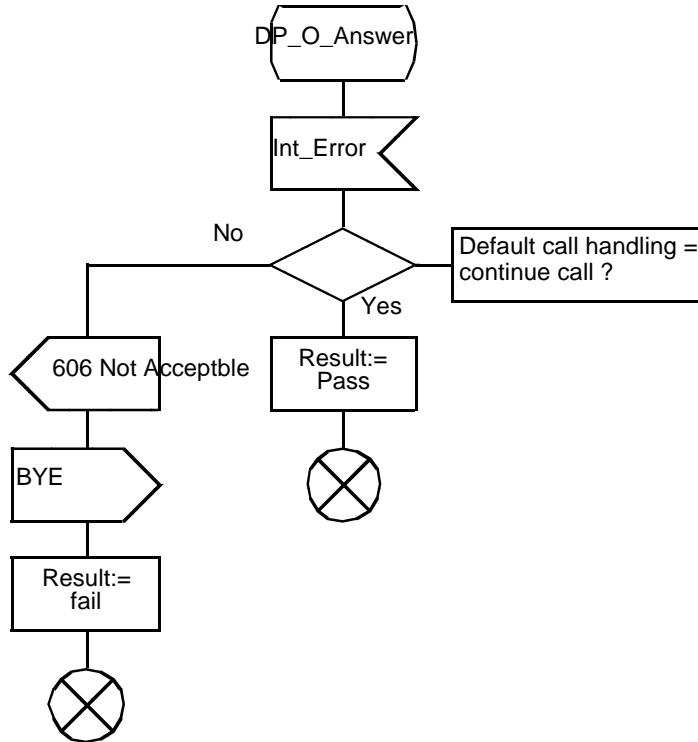 DP_O_Answer
Int_Error
No
Default call handling =
continue call ?
Yes
606 Not Acceptble
Result:=
Pass
BYE
Result:=
fail